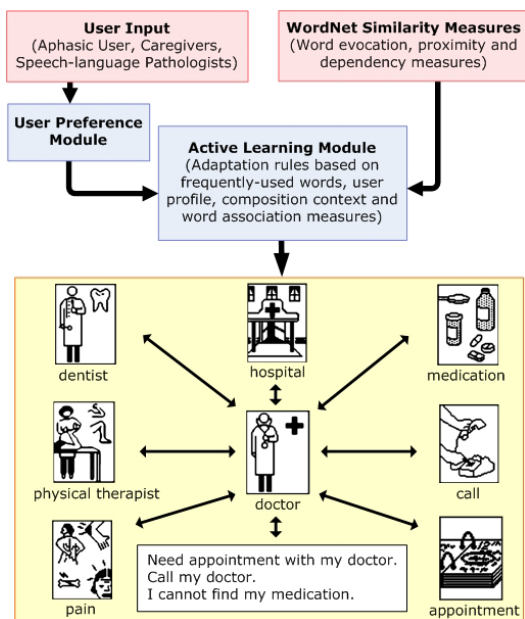 User Input
(Aphasic User, Caregivers,
Speech-language Pathologists)
WordNet Similarity Measures
(Word evocation, proximity and
dependency measures)
User Preference
Module
Active Learning Module
(Adaptation rules based on
frequently-used words, user
profile, composition context and
word association measures)
dentist
hospital
medication
physical therapist
doctor
call
pain
Need appointment with my doctor.
Call my doctor.
I cannot find my medication.
appointment